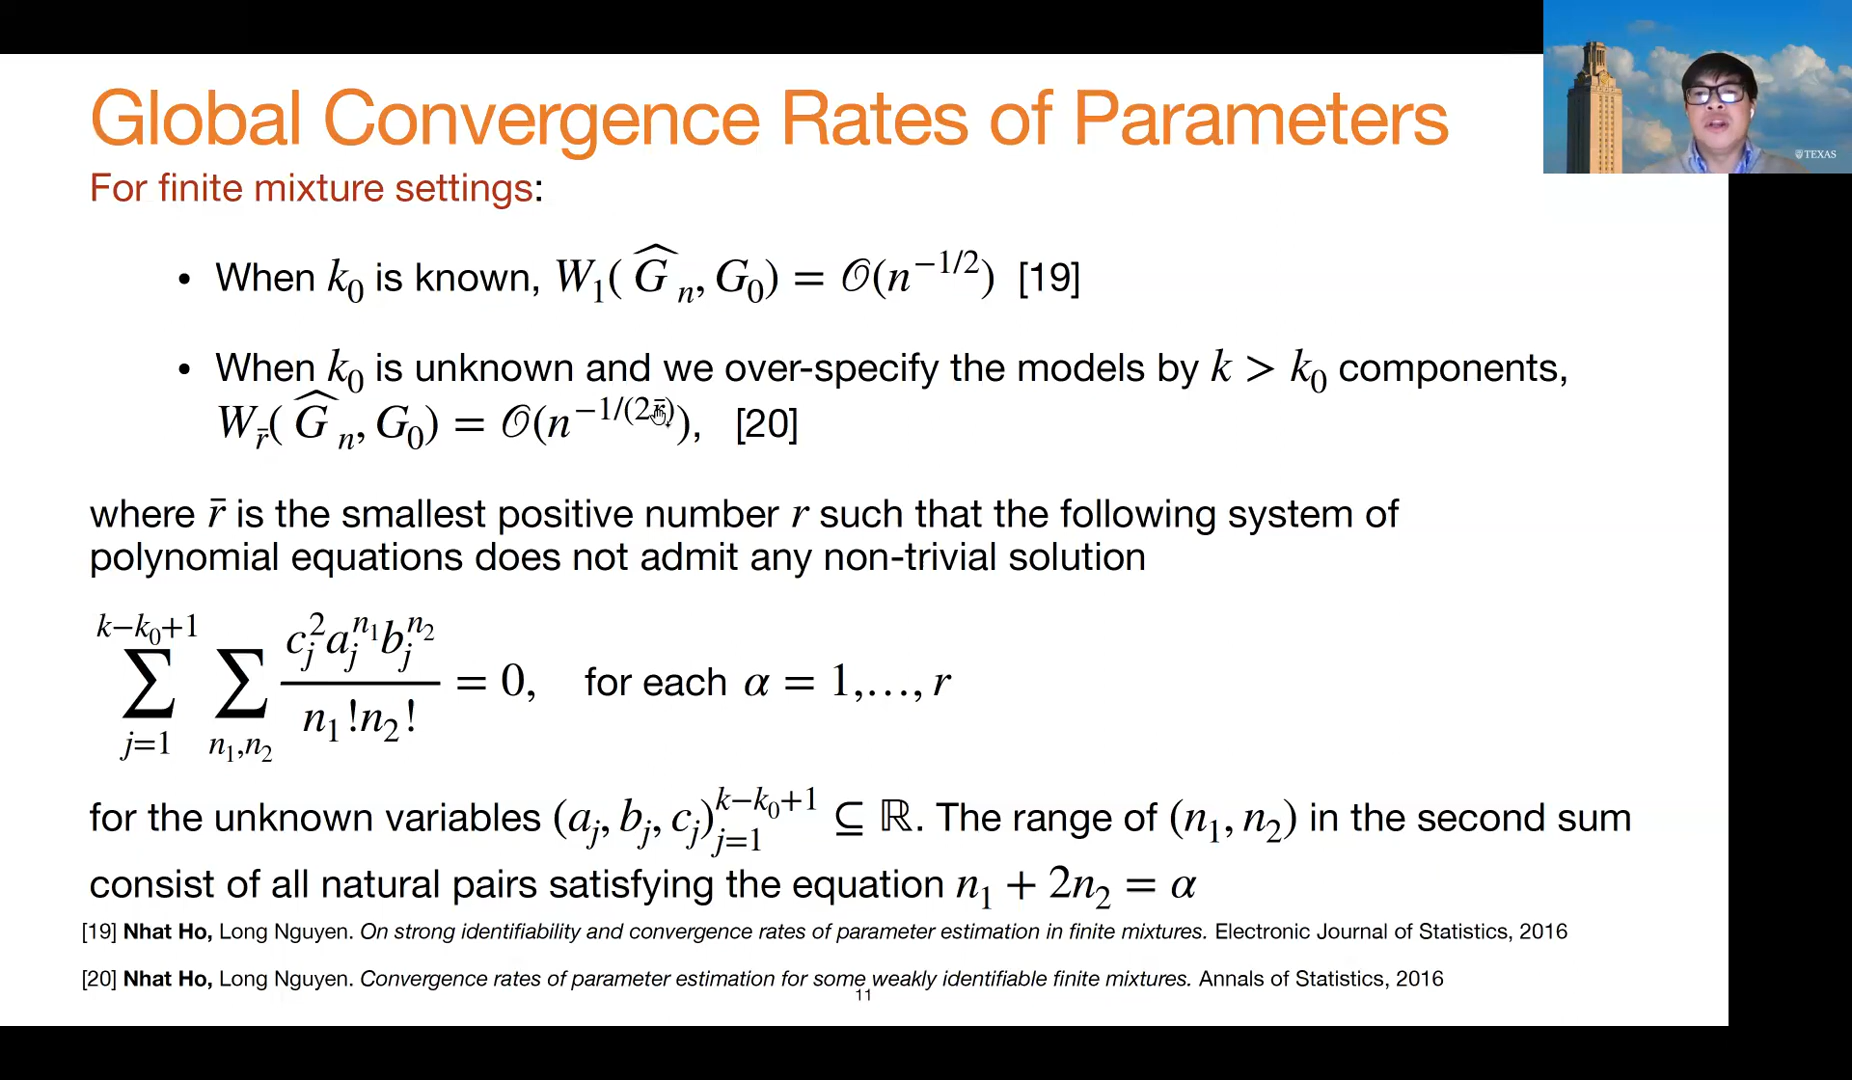 Global Convergence Rates of Parameters
TEXAS
For finite mixture settings:
• When k₀ is known, W₁(Ĝₙ, G₀) = 𝒪(n^{−1/2}) [19]
• When k₀ is unknown and we over-specify the models by k > k₀ components,
W_{r̄}(Ĝₙ, G₀) = 𝒪(n^{−1/(2r̄)}), [20]
where r̄ is the smallest positive number r such that the following system of
polynomial equations does not admit any non-trivial solution
∑_{j=1}^{k−k₀+1} ∑_{n₁,n₂} \frac{c_j^2 a_j^{n₁} b_j^{n₂}}{n₁!n₂!} = 0, for each α = 1,…, r
for the unknown variables (a_j, b_j, c_j)_{j=1}^{k−k₀+1} ⊆ ℝ. The range of (n₁, n₂) in the second sum
consist of all natural pairs satisfying the equation n₁ + 2n₂ = α
[19] Nhat Ho, Long Nguyen. On strong identifiability and convergence rates of parameter estimation in finite mixtures. Electronic Journal of Statistics, 2016
[20] Nhat Ho, Long Nguyen. Convergence rates of parameter estimation for some weakly identifiable finite mixtures. Annals of Statistics, 2016
11